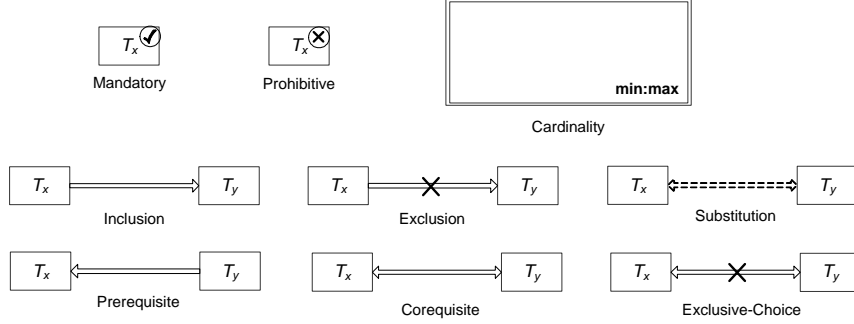 Tx
Tx
Mandatory
Prohibitive
min:max
Cardinality
Tx Ty
Tx Ty
Tx Ty
Inclusion
Exclusion
Substitution
Tx Ty
Tx Ty
Tx Ty
Prerequisite
Corequisite
Exclusive-Choice